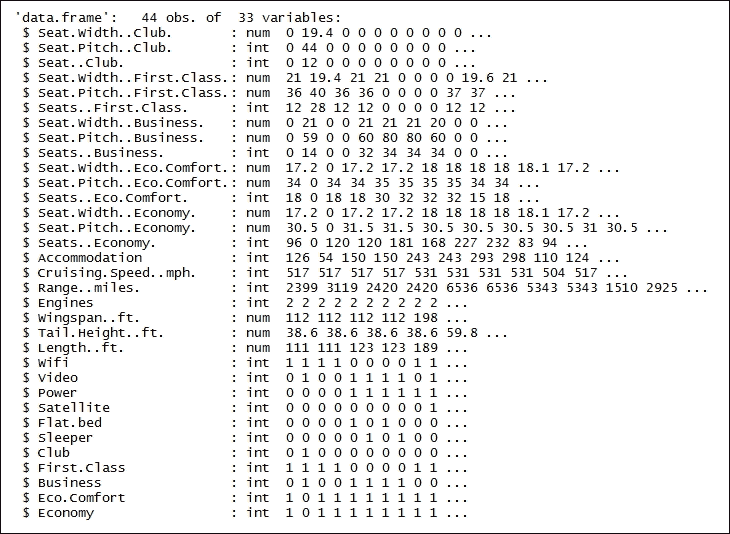 'data.frame':   44 obs. of  33 variables:
 $ Seat.Width..Club.       : num  0 19.4 0 0 0 0 0 0 0 0 ...
 $ Seat.Pitch..Club.       : int  0 44 0 0 0 0 0 0 0 0 ...
 $ Seat..Club.             : int  0 12 0 0 0 0 0 0 0 0 ...
 $ Seat.Width..First.Class.: num  21 19.4 21 21 0 0 0 0 19.6 21 ...
 $ Seat.Pitch..First.Class.: num  36 40 36 36 0 0 0 0 37 37 ...
 $ Seats..First.Class.     : int  12 28 12 12 0 0 0 0 12 12 ...
 $ Seat.Width..Business.   : num  0 21 0 0 21 21 21 20 0 0 ...
 $ Seat.Pitch..Business.   : num  0 59 0 0 60 80 80 60 0 0 ...
 $ Seats..Business.        : int  0 14 0 0 32 34 34 34 0 0 ...
 $ Seat.Width..Eco.Comfort.: num  17.2 0 17.2 17.2 18 18 18 18 18.1 17.2 ...
 $ Seat.Pitch..Eco.Comfort.: num  34 0 34 34 35 35 35 35 34 34 ...
 $ Seats..Eco.Comfort.     : int  18 0 18 18 30 32 32 32 15 18 ...
 $ Seat.Width..Economy.    : num  17.2 0 17.2 17.2 18 18 18 18 18.1 17.2 ...
 $ Seat.Pitch..Economy.    : num  30.5 0 31.5 31.5 30.5 30.5 30.5 30.5 31 30.5 ...
 $ Seats..Economy.         : int  96 0 120 120 181 168 227 232 83 94 ...
 $ Accommodation           : int  126 54 150 150 243 243 293 298 110 124 ...
 $ Cruising.Speed..mph.    : int  517 517 517 517 531 531 531 531 504 517 ...
 $ Range..miles.           : int  2399 3119 2420 2420 6536 6536 5343 5343 1510 2925 ...
 $ Engines                 : int  2 2 2 2 2 2 2 2 2 2 ...
 $ Wingspan..ft.           : num  112 112 112 112 198 ...
 $ Tail.Height..ft.        : num  38.6 38.6 38.6 38.6 59.8 ...
 $ Length..ft.             : num  111 111 123 123 189 ...
 $ Wifi                    : int  1 1 1 1 0 0 0 0 1 1 ...
 $ Video                   : int  0 1 0 0 1 1 1 1 0 1 ...
 $ Power                   : int  0 0 0 0 1 1 1 1 1 1 ...
 $ Satellite               : int  0 0 0 0 0 0 0 0 0 1 ...
 $ Flat.bed                : int  0 0 0 0 1 0 1 0 0 0 ...
 $ Sleeper                 : int  0 0 0 0 0 1 0 1 0 0 ...
 $ Club                    : int  0 1 0 0 0 0 0 0 0 0 ...
 $ First.Class             : int  1 1 1 1 0 0 0 0 1 1 ...
 $ Business                : int  0 1 0 0 1 1 1 1 0 0 ...
 $ Eco.Comfort             : int  1 0 1 1 1 1 1 1 1 1 ...
 $ Economy                 : int  1 0 1 1 1 1 1 1 1 1 ...